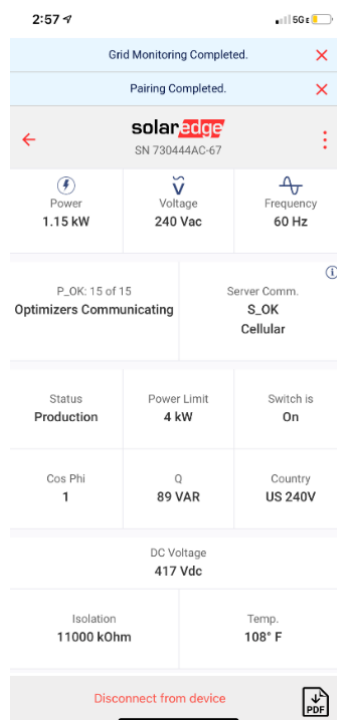 2:57
5GE
Grid Monitoring Completed.
Pairing Completed.
solaredge
SN 730444AC-67
Power
1.15 kW
Voltage
240 Vac
Frequency
60 Hz
P_OK: 15 of 15
Optimizers Communicating
Server Comm.
S_OK
Cellular
Status
Production
Power Limit
4 kW
Switch is
On
Cos Phi
1
Q
89 VAR
Country
US 240V
DC Voltage
417 Vdc
Isolation
11000 kOhm
Temp.
108° F
Disconnect from device
PDF